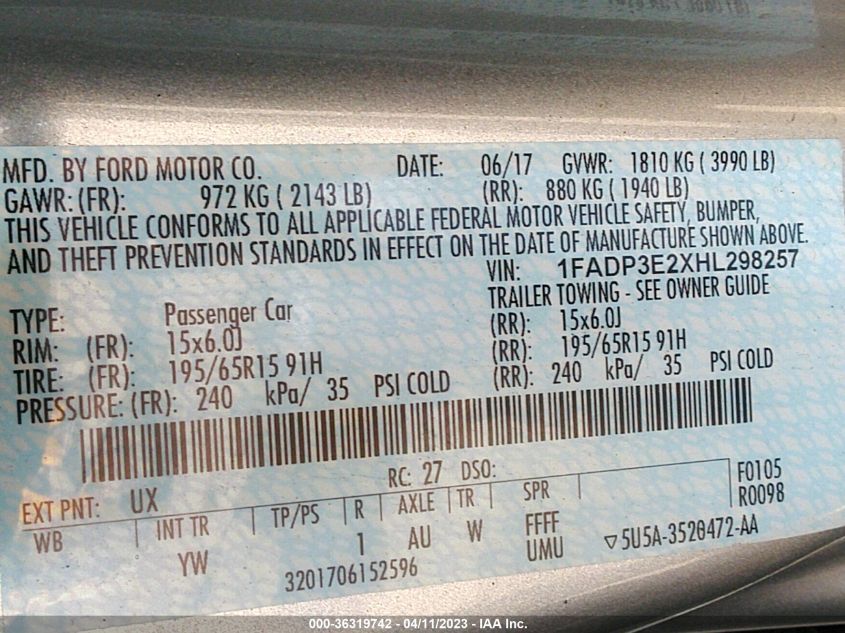 MFD. BY FORD MOTOR CO. DATE: 06/17 GVWR: 1810 KG ( 3990 LB)
GAWR: (FR): 972 KG ( 2143 LB) (RR): 880 KG ( 1940 LB)
THIS VEHICLE CONFORMS TO ALL APPLICABLE FEDERAL MOTOR VEHICLE SAFETY, BUMPER,
AND THEFT PREVENTION STANDARDS IN EFFECT ON THE DATE OF MANUFACTURE SHOWN ABOVE.
VIN: 1FADP3E2XHL298257
TYPE: Passenger Car TRAILER TOWING - SEE OWNER GUIDE
RIM: (FR): 15x6.0J (RR): 15x6.0J
TIRE: (FR): 195/65R15 91H (RR): 195/65R15 91H
PRESSURE: (FR): 240 kPa/ 35 PSI COLD (RR): 240 kPa/ 35 PSI COLD
EXT PNT: UX RC: 27 DSO: F0105
R0098
WB INT TR TP/PS R AXLE TR SPR
YW 1 AU W FFFF
UMU ▽5U5A-3520472-AA
3201706152596
000-36319742 - 04/11/2023 - IAA Inc.